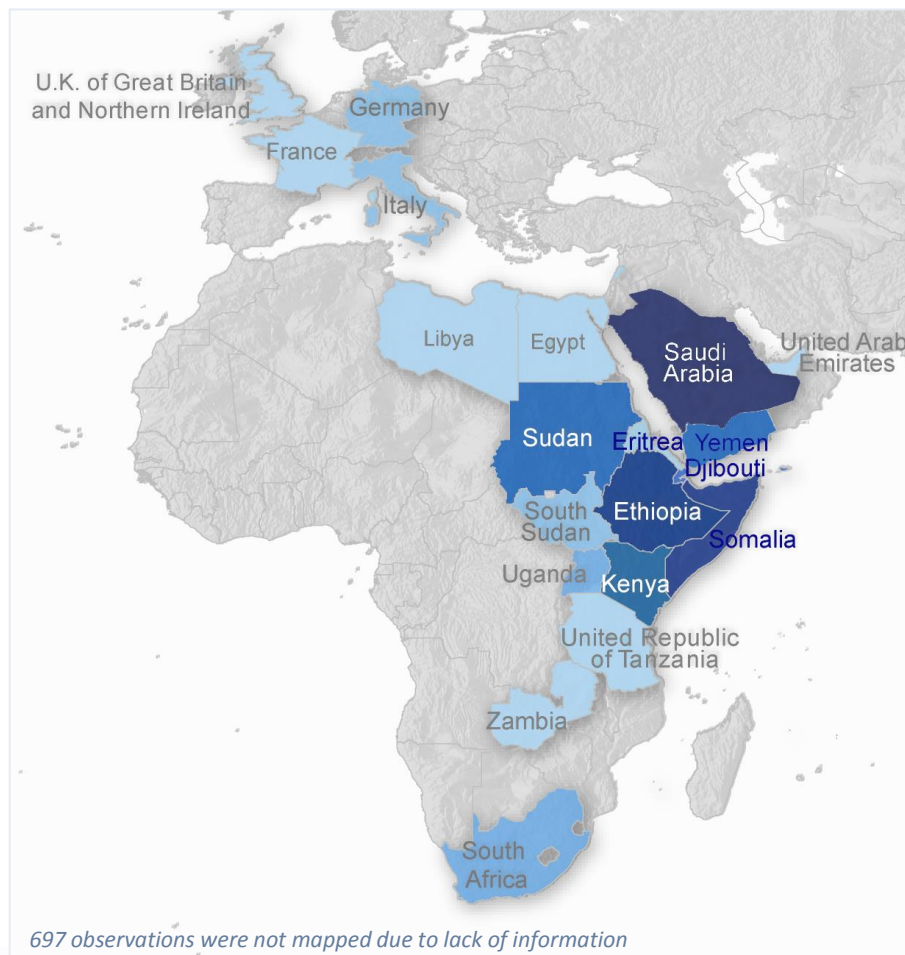 U.K. of Great Britain
and Northern Ireland
Germany
France
Italy
Libya
Egypt
Saudi
Arabia
United Arab
Emirates
Sudan
Eritrea
Yemen
Djibouti
South
Sudan
Ethiopia
Somalia
Uganda
Kenya
United Republic
of Tanzania
Zambia
South
Africa
697 observations were not mapped due to lack of information